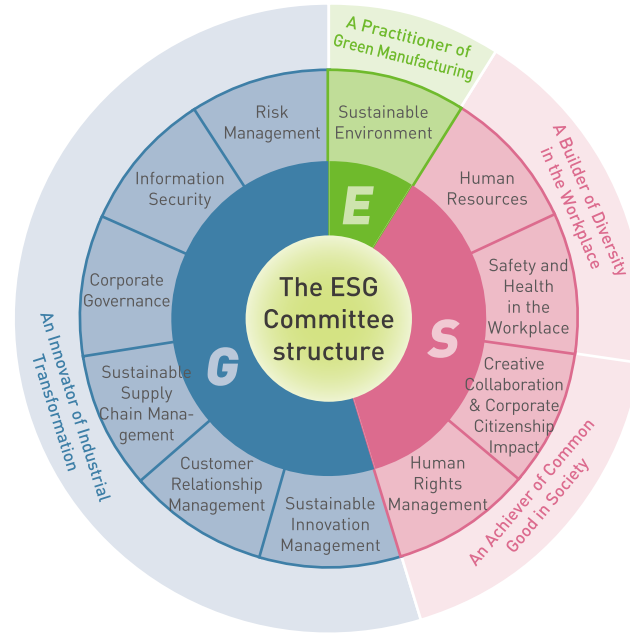 The ESG
Committee
structure
E
A Practitioner of
Green Manufacturing
Sustainable
Environment
S
A Builder of Diversity
in the Workplace
Human
Resources
Safety and
Health
in the
Workplace
An Achiever of Common
Good in Society
Creative
Collaboration
& Corporate
Citizenship
Impact
Human
Rights
Management
G
An Innovator of Industrial
Transformation
Sustainable
Innovation
Management
Customer
Relationship
Management
Sustainable
Supply
Chain Mana-
gement
Corporate
Governance
Information
Security
Risk
Management